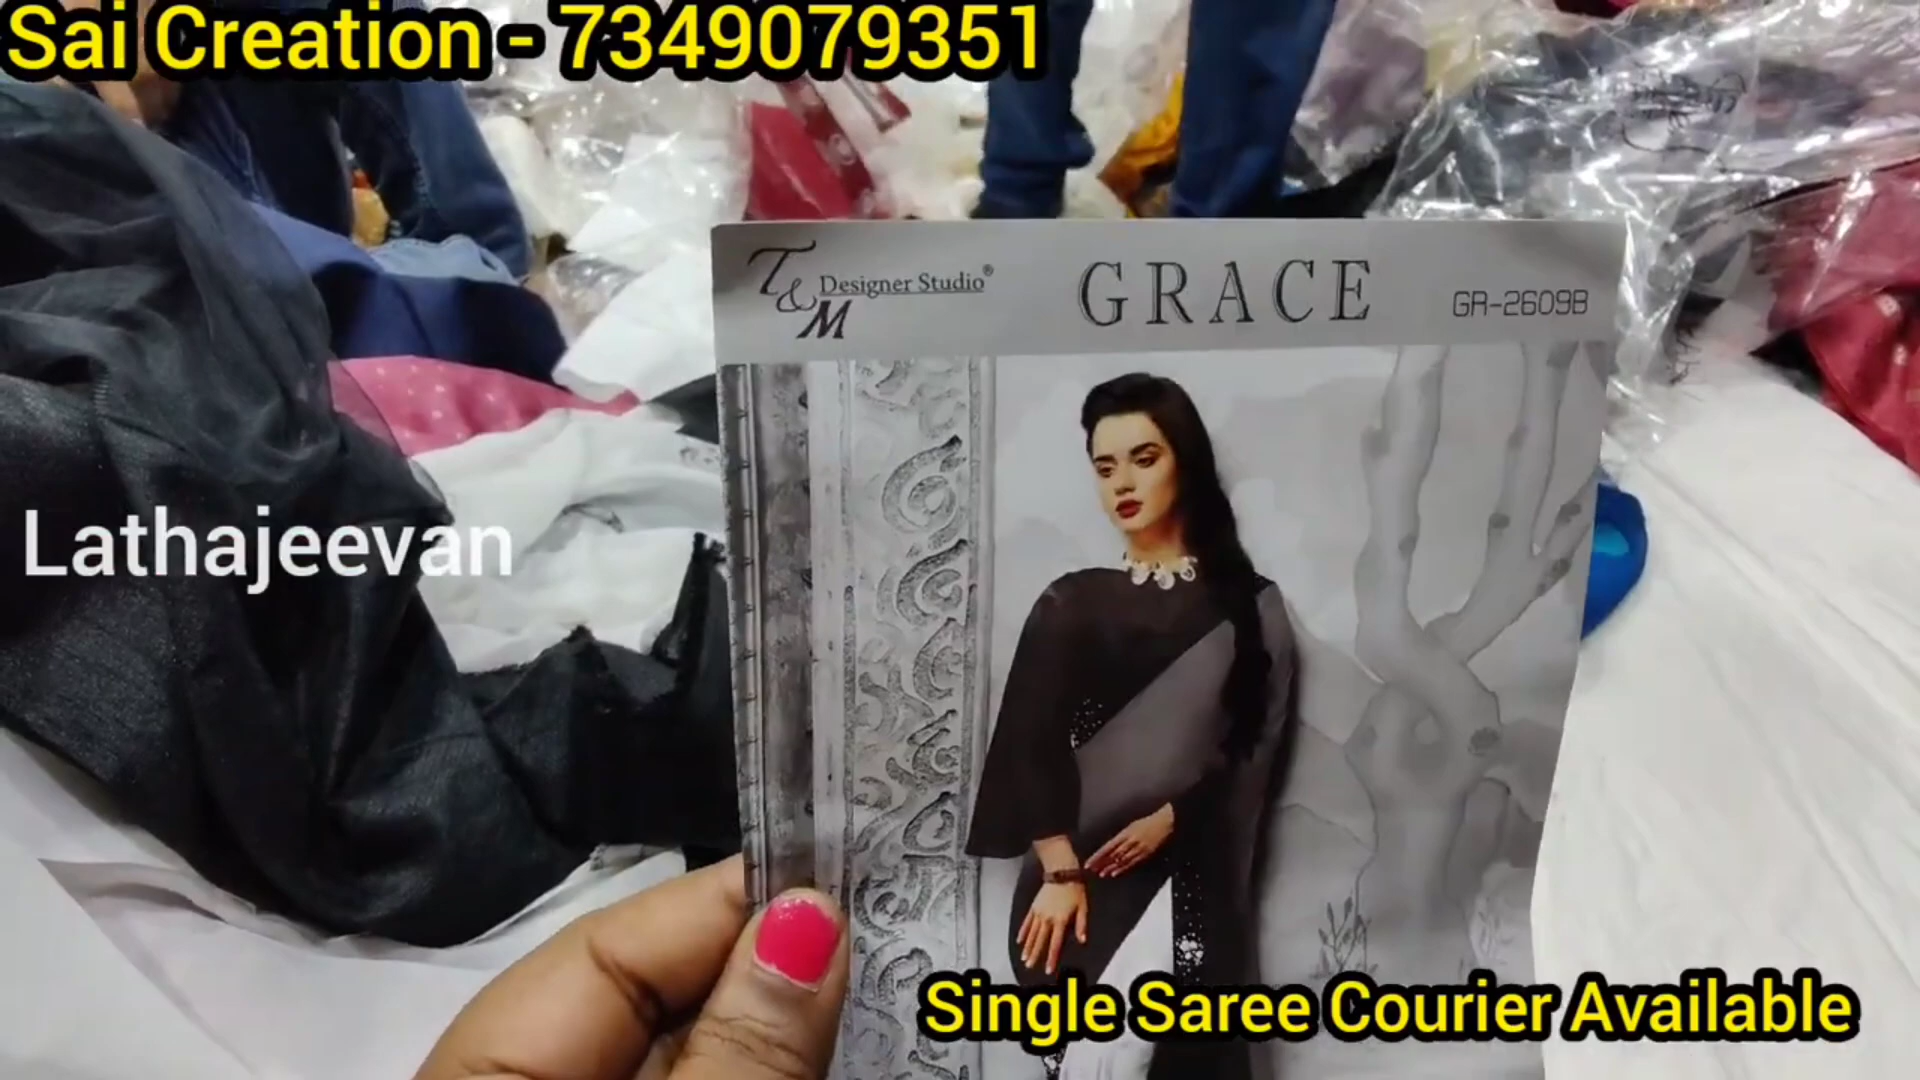 Sai Creation - 7349079351
T&M Designer Studio®
GRACE
GR-2609B
Lathajeevan
Single Saree Courier Available